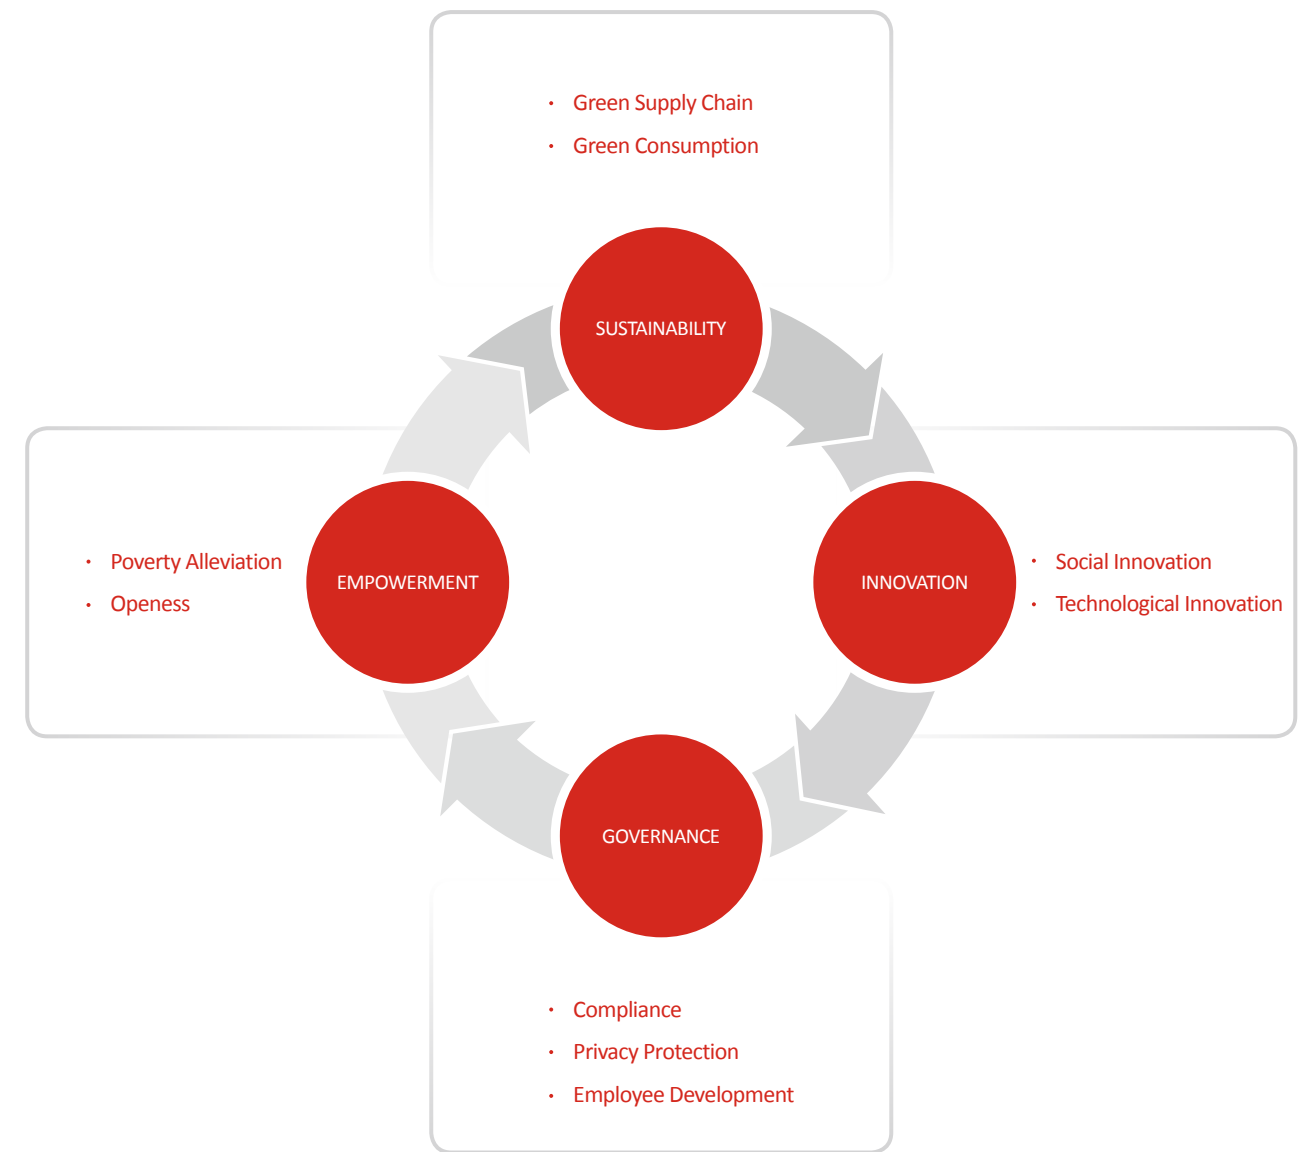 · Green Supply Chain
· Green Consumption
SUSTAINABILITY
· Poverty Alleviation
· Openess
EMPOWERMENT
INNOVATION
· Social Innovation
· Technological Innovation
GOVERNANCE
· Compliance
· Privacy Protection
· Employee Development